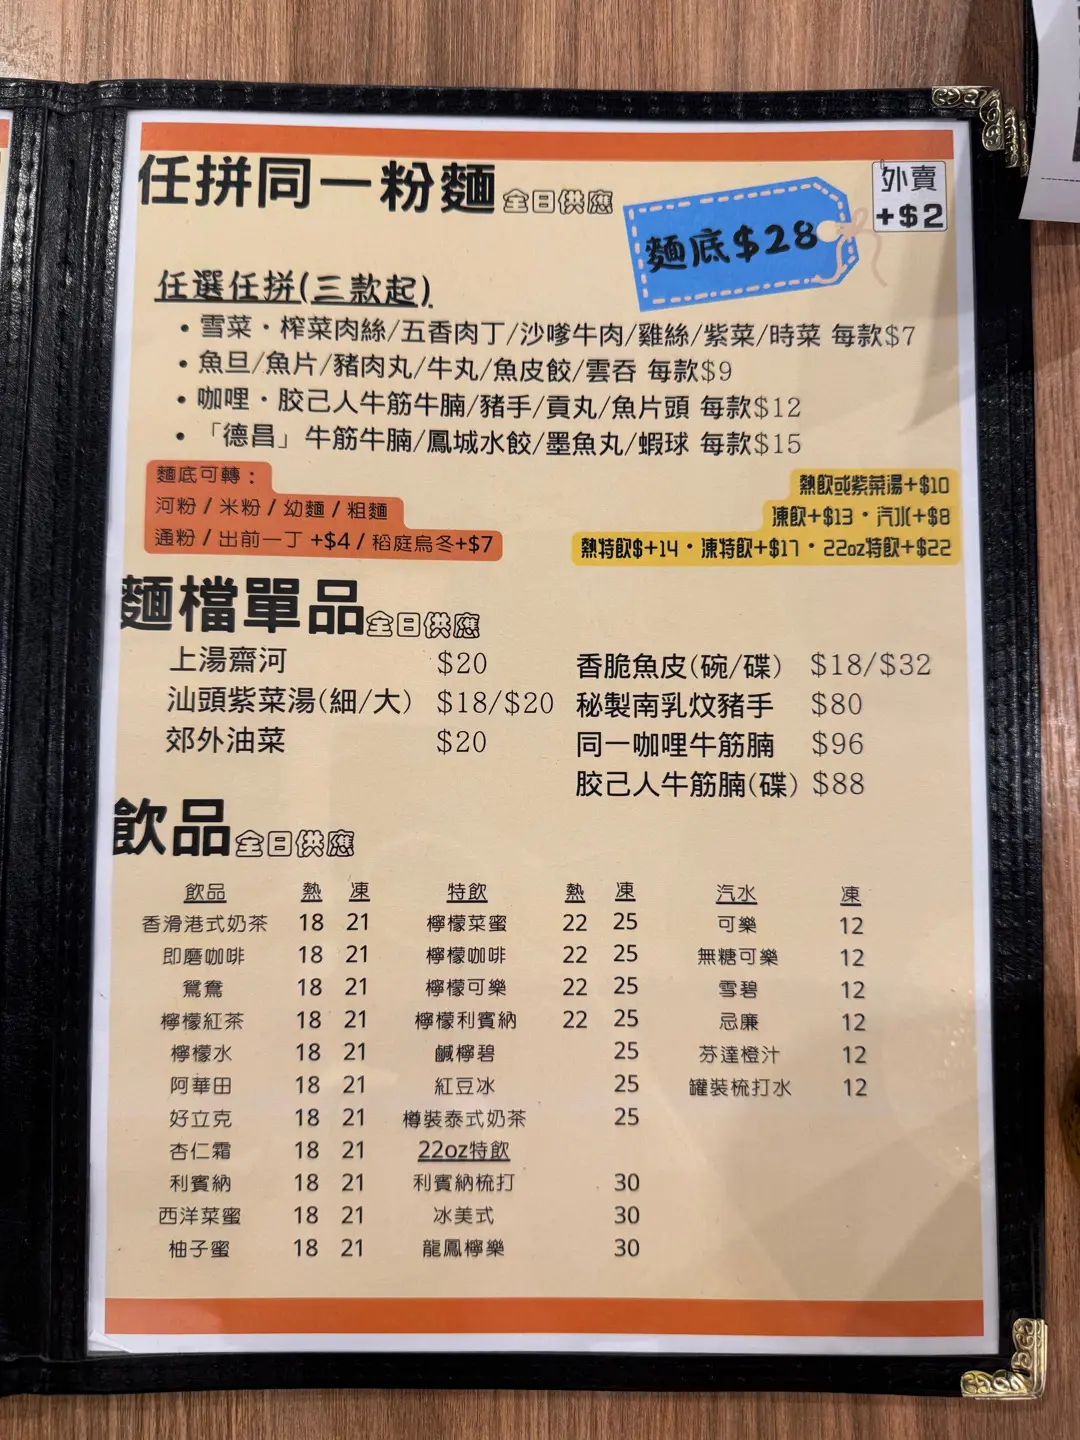 任拼同一粉麵 全日供應
外賣
+$2
麵底$28
任選任拼(三款起)
• 雪菜・榨菜肉絲/五香肉丁/沙嗲牛肉/雞絲/紫菜/時菜 每款$7
• 魚旦/魚片/豬肉丸/牛丸/魚皮餃/雲吞 每款$9
• 咖哩・胶己人牛筋牛腩/豬手/貢丸/魚片頭 每款$12
• 「德昌」牛筋牛腩/鳳城水餃/墨魚丸/蝦球 每款$15
麵底可轉：
河粉 / 米粉 / 幼麵 / 粗麵
通粉 / 出前一丁 +$4 / 稻庭烏冬+$7
熱飲或紫菜湯+$10
凍飲+$13・汽水+$8
熱特飲$+14・凍特飲+$17・22oz特飲+$22
麵檔單品 全日供應
上湯齋河 $20
汕頭紫菜湯(細/大) $18/$20
郊外油菜 $20
香脆魚皮(碗/碟) $18/$32
秘製南乳炆豬手 $80
同一咖哩牛筋腩 $96
胶己人牛筋腩(碟) $88
飲品 全日供應
飲品 熱 凍
香滑港式奶茶 18 21
即磨咖啡 18 21
鴛鴦 18 21
檸檬紅茶 18 21
檸檬水 18 21
阿華田 18 21
好立克 18 21
杏仁霜 18 21
利賓納 18 21
西洋菜蜜 18 21
柚子蜜 18 21
特飲 熱 凍
檸檬菜蜜 22 25
檸檬咖啡 22 25
檸檬可樂 22 25
檸檬利賓納 22 25
鹹檸碧 25
紅豆冰 25
樽裝泰式奶茶 25
22oz特飲
利賓納梳打 30
冰美式 30
龍鳳檸樂 30
汽水 凍
可樂 12
無糖可樂 12
雪碧 12
忌廉 12
芬達橙汁 12
罐裝梳打水 12